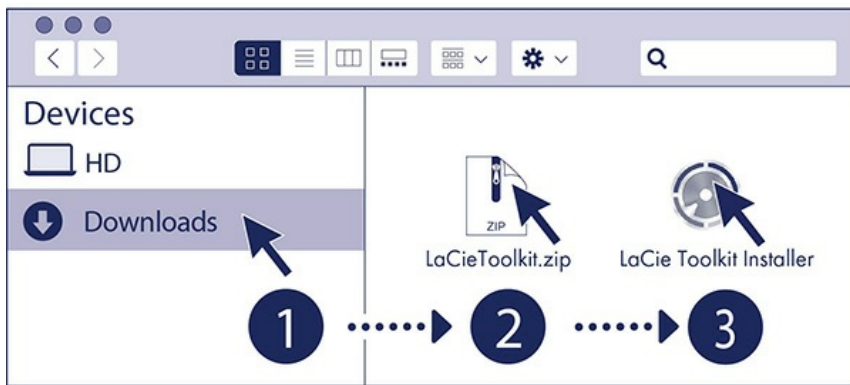 Devices
HD
Downloads
ZIP
LaCieToolkit.zip
LaCie Toolkit Installer
1
2
3